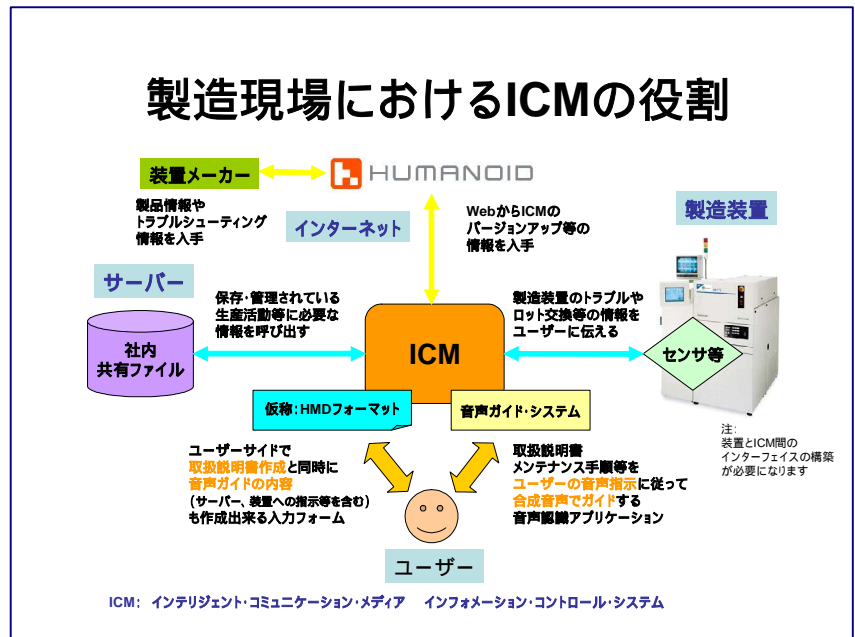 製造現場におけるICMの役割
装置メーカー
HUMANOID
製品情報や
トラブルシューティング
情報を入手
インターネット
WebからICMの
バージョンアップ等の
情報を入手
製造装置
サーバー
保存・管理されている
生産活動等に必要な
情報を呼び出す
製造装置のトラブルや
ロット交換等の情報を
ユーザーに伝える
社内
共有ファイル
ICM
センサ等
仮称：HMDフォーマット
音声ガイド・システム
注：
装置とICM間の
インターフェイスの構築
が必要になります
ユーザーサイドで
取扱説明書作成と同時に
音声ガイドの内容
（サーバー、装置への指示等を含む）
も作成出来る入力フォーム
取扱説明書
メンテナンス手順等を
ユーザーの音声指示に従って
合成音声でガイドする
音声認識アプリケーション
ユーザー
ICM： インテリジェント・コミュニケーション・メディア インフォメーション・コントロール・システム